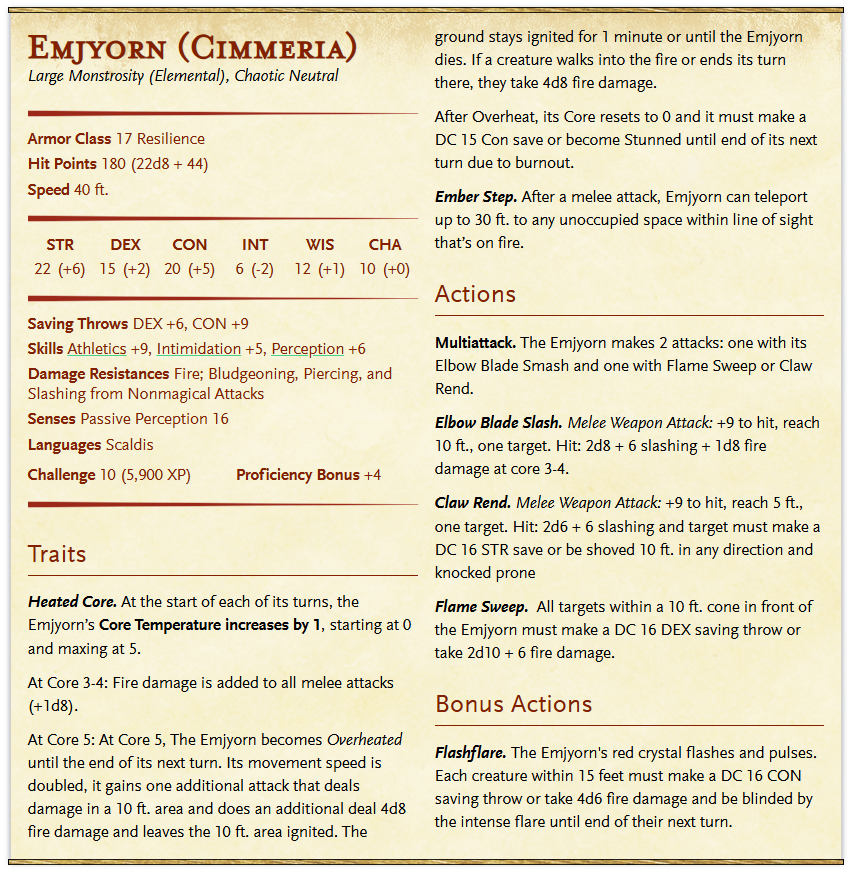 Emjyorn (Cimmeria)
Large Monstrosity (Elemental), Chaotic Neutral
Armor Class 17 Resilience
Hit Points 180 (22d8 + 44)
Speed 40 ft.
STR DEX CON INT WIS CHA
22 (+6) 15 (+2) 20 (+5) 6 (-2) 12 (+1) 10 (+0)
Saving Throws DEX +6, CON +9
Skills Athletics +9, Intimidation +5, Perception +6
Damage Resistances Fire; Bludgeoning, Piercing, and
Slashing from Nonmagical Attacks
Senses Passive Perception 16
Languages Scaldis
Challenge 10 (5,900 XP) Proficiency Bonus +4
Traits
Heated Core. At the start of each of its turns, the
Emjyorn's Core Temperature increases by 1, starting at 0
and maxing at 5.
At Core 3-4: Fire damage is added to all melee attacks
(+1d8).
At Core 5: At Core 5, The Emjyorn becomes Overheated
until the end of its next turn. Its movement speed is
doubled, it gains one additional attack that deals
damage in a 10 ft. area and does an additional deal 4d8
fire damage and leaves the 10 ft. area ignited. The
ground stays ignited for 1 minute or until the Emjyorn
dies. If a creature walks into the fire or ends its turn
there, they take 4d8 fire damage.
After Overheat, its Core resets to 0 and it must make a
DC 15 Con save or become Stunned until end of its next
turn due to burnout.
Ember Step. After a melee attack, Emjyorn can teleport
up to 30 ft. to any unoccupied space within line of sight
that's on fire.
Actions
Multiattack. The Emjyorn makes 2 attacks: one with its
Elbow Blade Smash and one with Flame Sweep or Claw
Rend.
Elbow Blade Slash. Melee Weapon Attack: +9 to hit, reach
10 ft., one target. Hit: 2d8 + 6 slashing + 1d8 fire
damage at core 3-4.
Claw Rend. Melee Weapon Attack: +9 to hit, reach 5 ft.,
one target. Hit: 2d6 + 6 slashing and target must make a
DC 16 STR save or be shoved 10 ft. in any direction and
knocked prone
Flame Sweep. All targets within a 10 ft. cone in front of
the Emjyorn must make a DC 16 DEX saving throw or
take 2d10 + 6 fire damage.
Bonus Actions
Flashflare. The Emjyorn's red crystal flashes and pulses.
Each creature within 15 feet must make a DC 16 CON
saving throw or take 4d6 fire damage and be blinded by
the intense flare until end of their next turn.